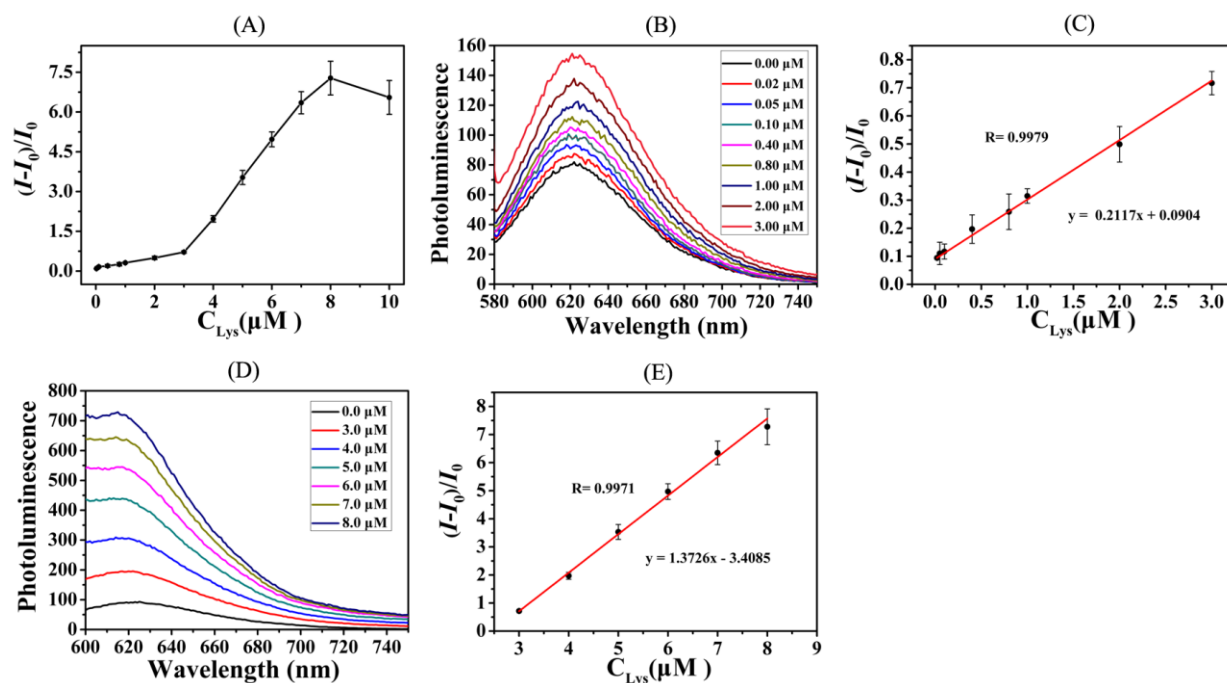 (A)
(I-I₀)/I₀
7.5
6.0
4.5
3.0
1.5
0.0
0 2 4 6 8 10
C_Lys(μM )
(B)
Photoluminescence
160
140
120
100
80
60
40
20
0
580 600 620 640 660 680 700 720 740
Wavelength (nm)
0.00 μM
0.02 μM
0.05 μM
0.10 μM
0.40 μM
0.80 μM
1.00 μM
2.00 μM
3.00 μM
(C)
(I-I₀)/I₀
0.8
0.7
0.6
0.5
0.4
0.3
0.2
0.1
0.0
0.0 0.5 1.0 1.5 2.0 2.5 3.0
C_Lys(μM )
R= 0.9979
y = 0.2117x + 0.0904
(D)
Photoluminescence
800
700
600
500
400
300
200
100
0
600 620 640 660 680 700 720 740
Wavelength (nm)
0.0 μM
3.0 μM
4.0 μM
5.0 μM
6.0 μM
7.0 μM
8.0 μM
(E)
(I-I₀)/I₀
8
7
6
5
4
3
2
1
0
3 4 5 6 7 8 9
C_Lys(μM )
R= 0.9971
y = 1.3726x - 3.4085